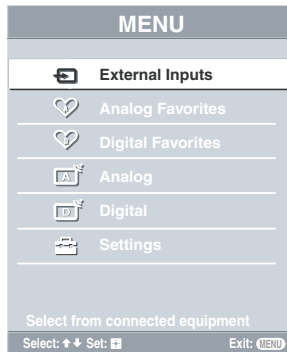 MENU
External Inputs
Analog Favorites
Digital Favorites
A Analog
D Digital
Settings
Select from connected equipment
Select: Set: Exit: MENU